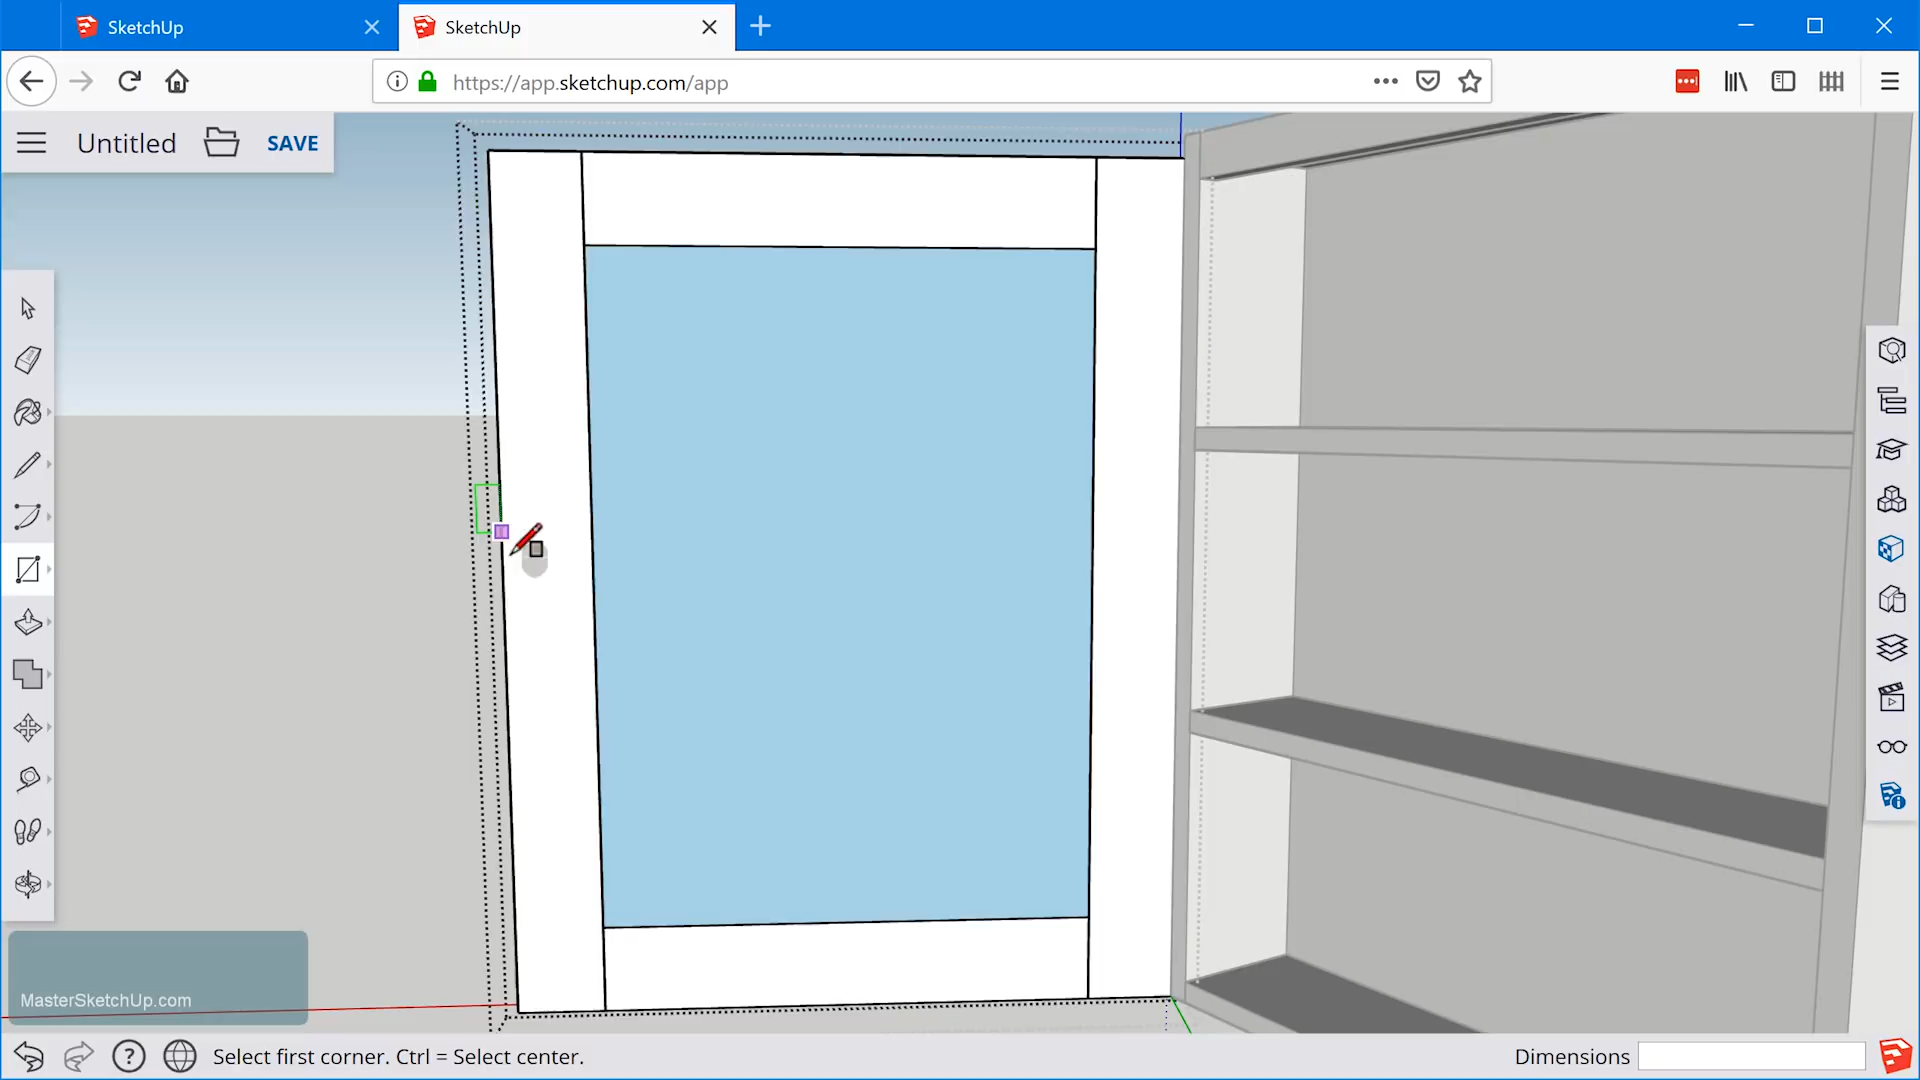 SketchUp
SketchUp
https://app.sketchup.com/app
Untitled
SAVE
MasterSketchUp.com
Select first corner. Ctrl = Select center.
Dimensions